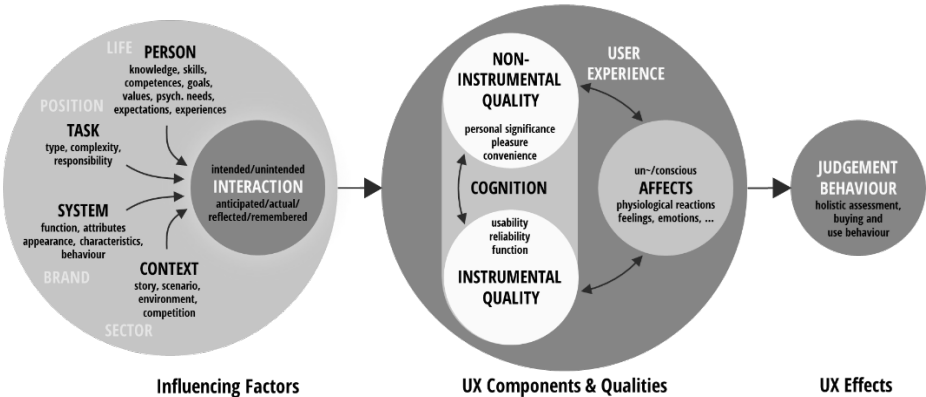 LIFE
PERSON
knowledge, skills,
competences, goals,
values, psych. needs,
expectations, experiences
POSITION
TASK
type, complexity,
responsibility
SYSTEM
function, attributes
appearance, characteristics,
behaviour
BRAND
CONTEXT
story, scenario,
environment,
competition
SECTOR
intended/unintended
INTERACTION
anticipated/actual/
reflected/remembered
Influencing Factors
NON-
INSTRUMENTAL
QUALITY
personal significance
pleasure
convenience
COGNITION
usability
reliability
function
INSTRUMENTAL
QUALITY
USER
EXPERIENCE
un~/conscious
AFFECTS
physiological reactions
feelings, emotions, ...
UX Components & Qualities
JUDGEMENT
BEHAVIOUR
holistic assessment,
buying and
use behaviour
UX Effects